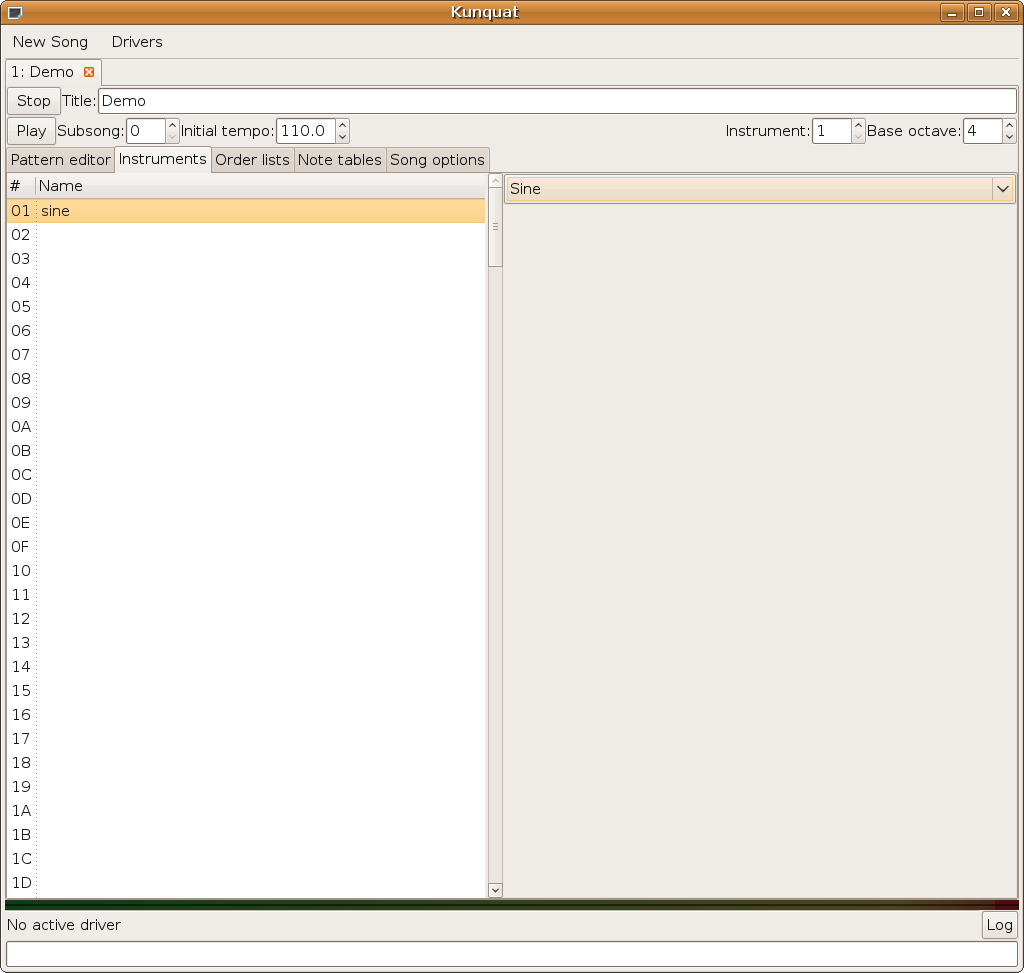 Kunquat
New Song Drivers
1: Demo
Stop Title: Demo
Play Subsong: 0 Initial tempo: 110.0 Instrument: 1 Base octave: 4
Pattern editor Instruments Order lists Note tables Song options
# Name Sine
01 sine
02
03
04
05
06
07
08
09
0A
0B
0C
0D
0E
0F
10
11
12
13
14
15
16
17
18
19
1A
1B
1C
1D
No active driver Log